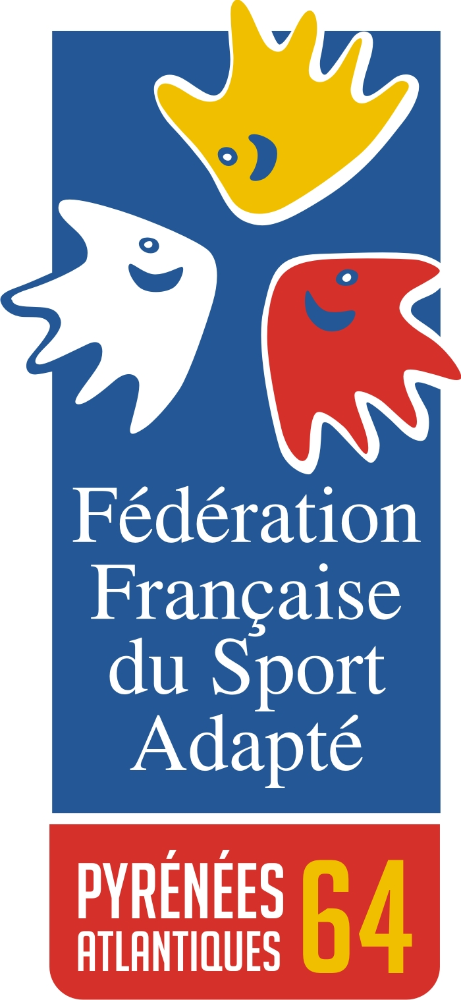 Fédération
Française
du Sport
Adapté
PYRÉNÉES
ATLANTIQUES
64